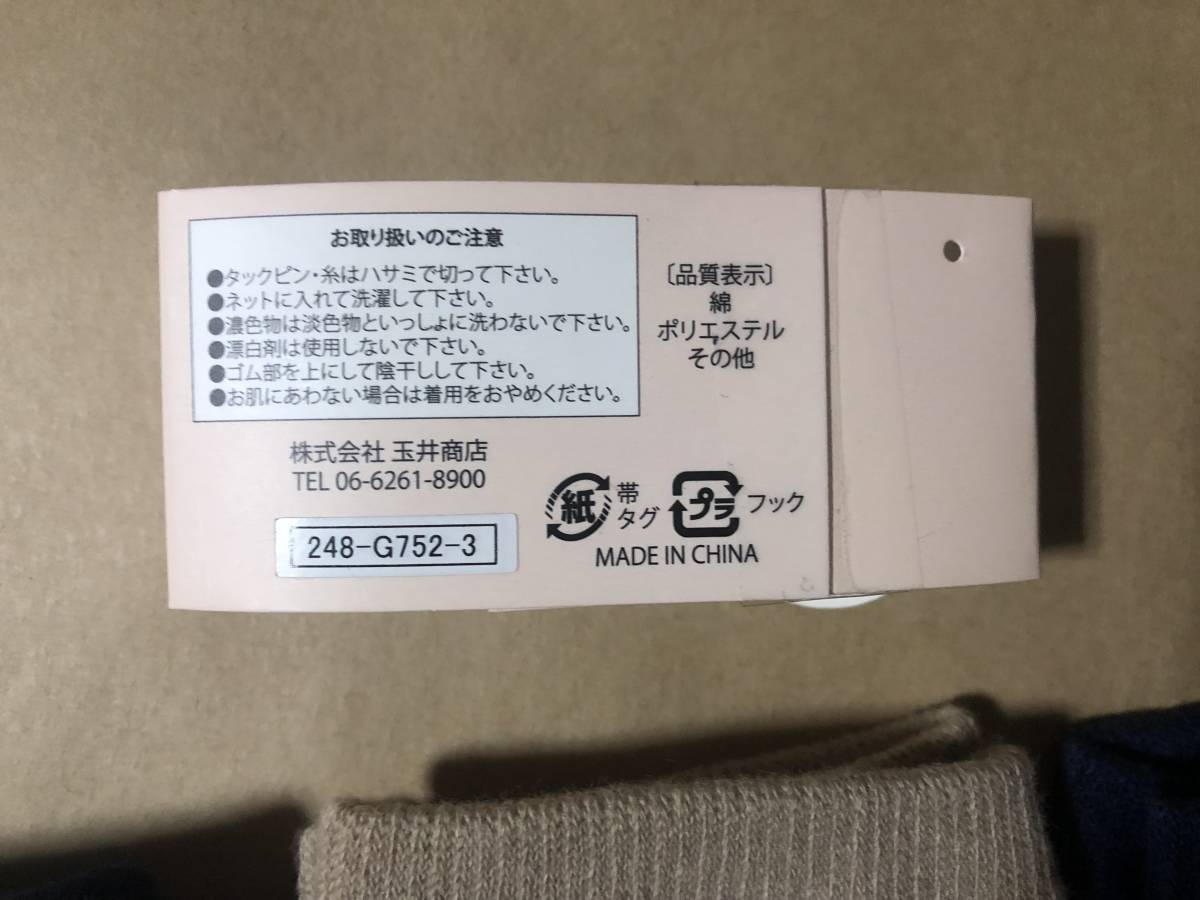 お取り扱いのご注意
●タックピン・糸はハサミで切って下さい。
●ネットに入れて洗濯して下さい。
●濃色物は淡色物といっしょに洗わないで下さい。
●漂白剤は使用しないで下さい。
●ゴム部を上にして陰干しして下さい。
●お肌にあわない場合は着用をおやめください。
〔品質表示〕
綿
ポリエステル
その他
株式会社 玉井商店
TEL 06-6261-8900
248-G752-3
紙 帯タグ
プラ フック
MADE IN CHINA